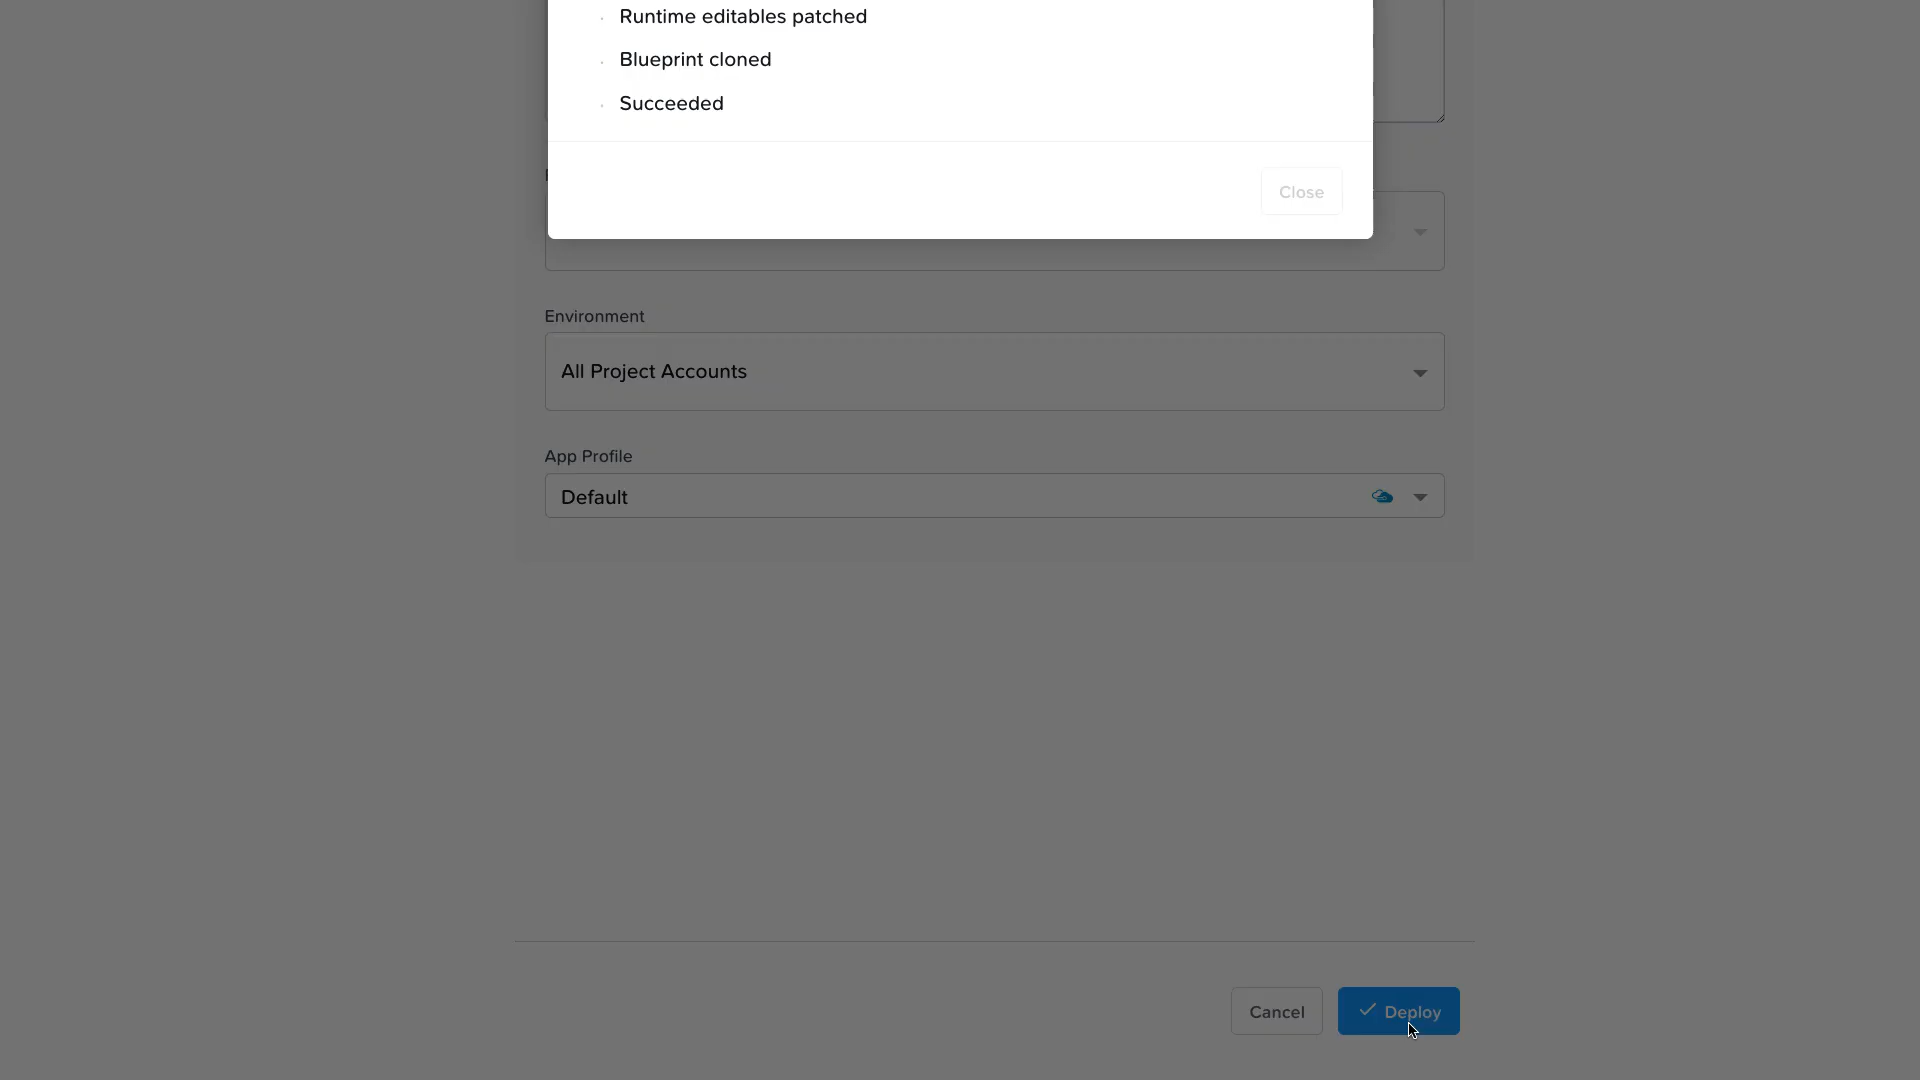 Runtime editables patched
Blueprint cloned
Succeeded
Close
Environment
All Project Accounts
App Profile
Default
Cancel
Deploy